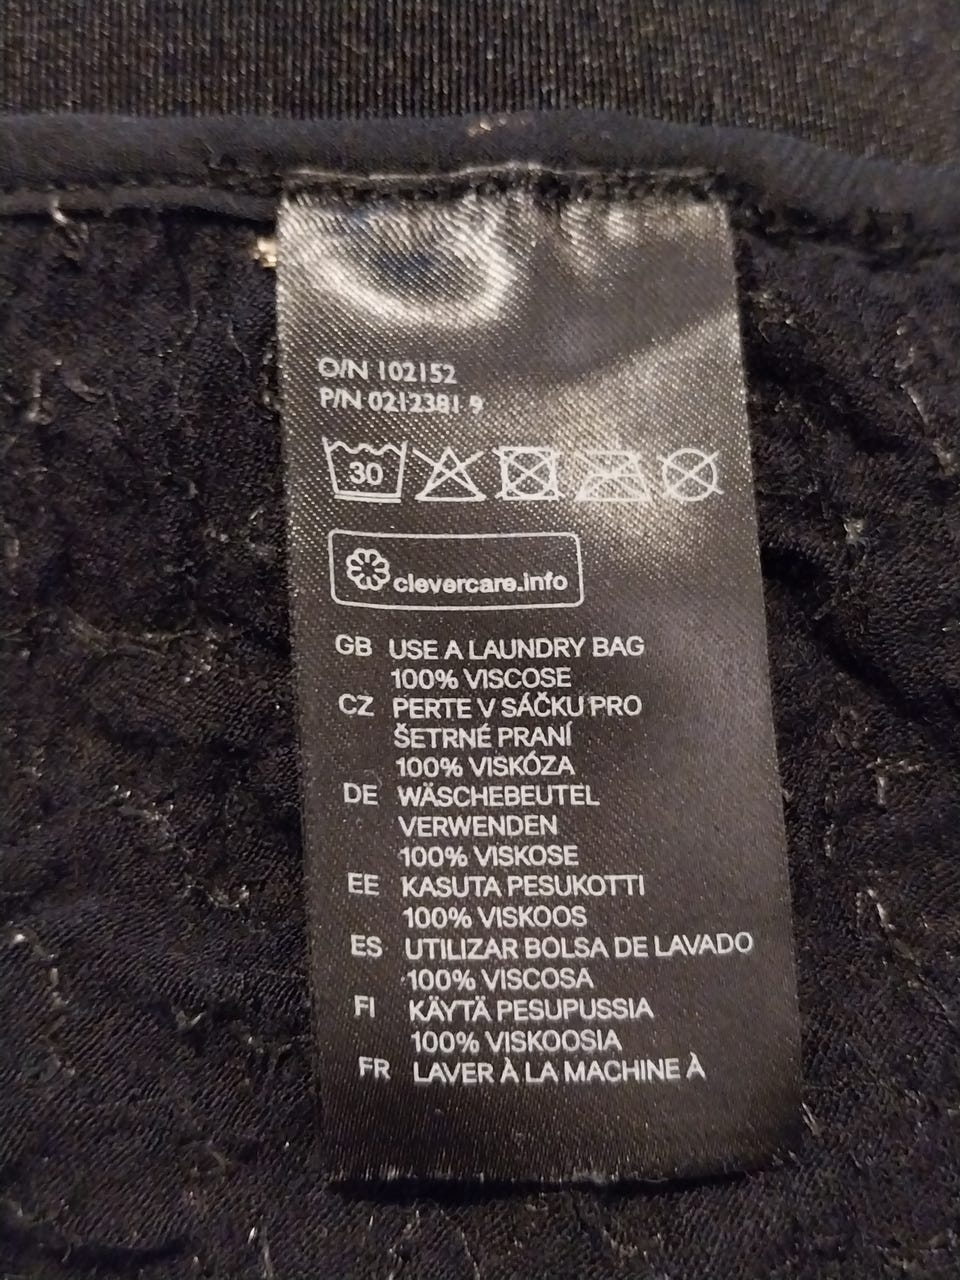 O/N 102152
P/N 0212381 9
30
clevercare.info
GB USE A LAUNDRY BAG
100% VISCOSE
CZ PERTE V SÁČKU PRO
ŠETRNÉ PRANÍ
100% VISKÓZA
DE WÄSCHEBEUTEL
VERWENDEN
100% VISKOSE
EE KASUTA PESUKOTTI
100% VISKOOS
ES UTILIZAR BOLSA DE LAVADO
100% VISCOSA
FI KÄYTÄ PESUPUSSIA
100% VISKOOSIA
FR LAVER À LA MACHINE À